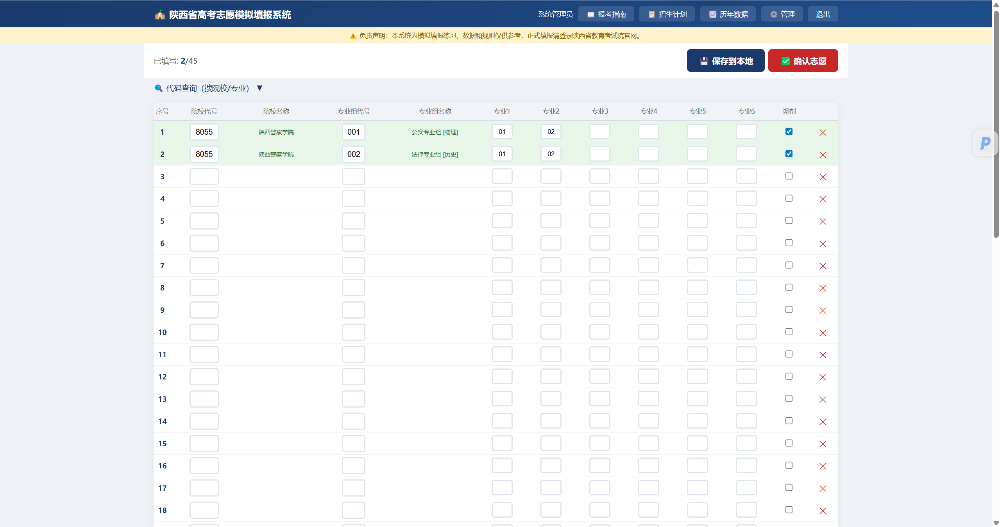 陕西省高考志愿模拟填报系统
系统管理员 报考指南 招生计划 历年数据 管理 退出
免责声明：本系统为模拟填报练习，数据和规则仅供参考，正式填报请登录陕西省教育考试院官网。
已填写: 2/45 保存到本地 确认志愿
代码查询（搜院校/专业） ▼
序号 院校代号 院校名称 专业组代号 专业组名称 专业1 专业2 专业3 专业4 专业5 专业6 调剂
1 8055 陕西警察学院 001 公安专业组 [物理] 01 02
2 8055 陕西警察学院 002 法律专业组 [历史] 01 02
3
4
5
6
7
8
9
10
11
12
13
14
15
16
17
18
P